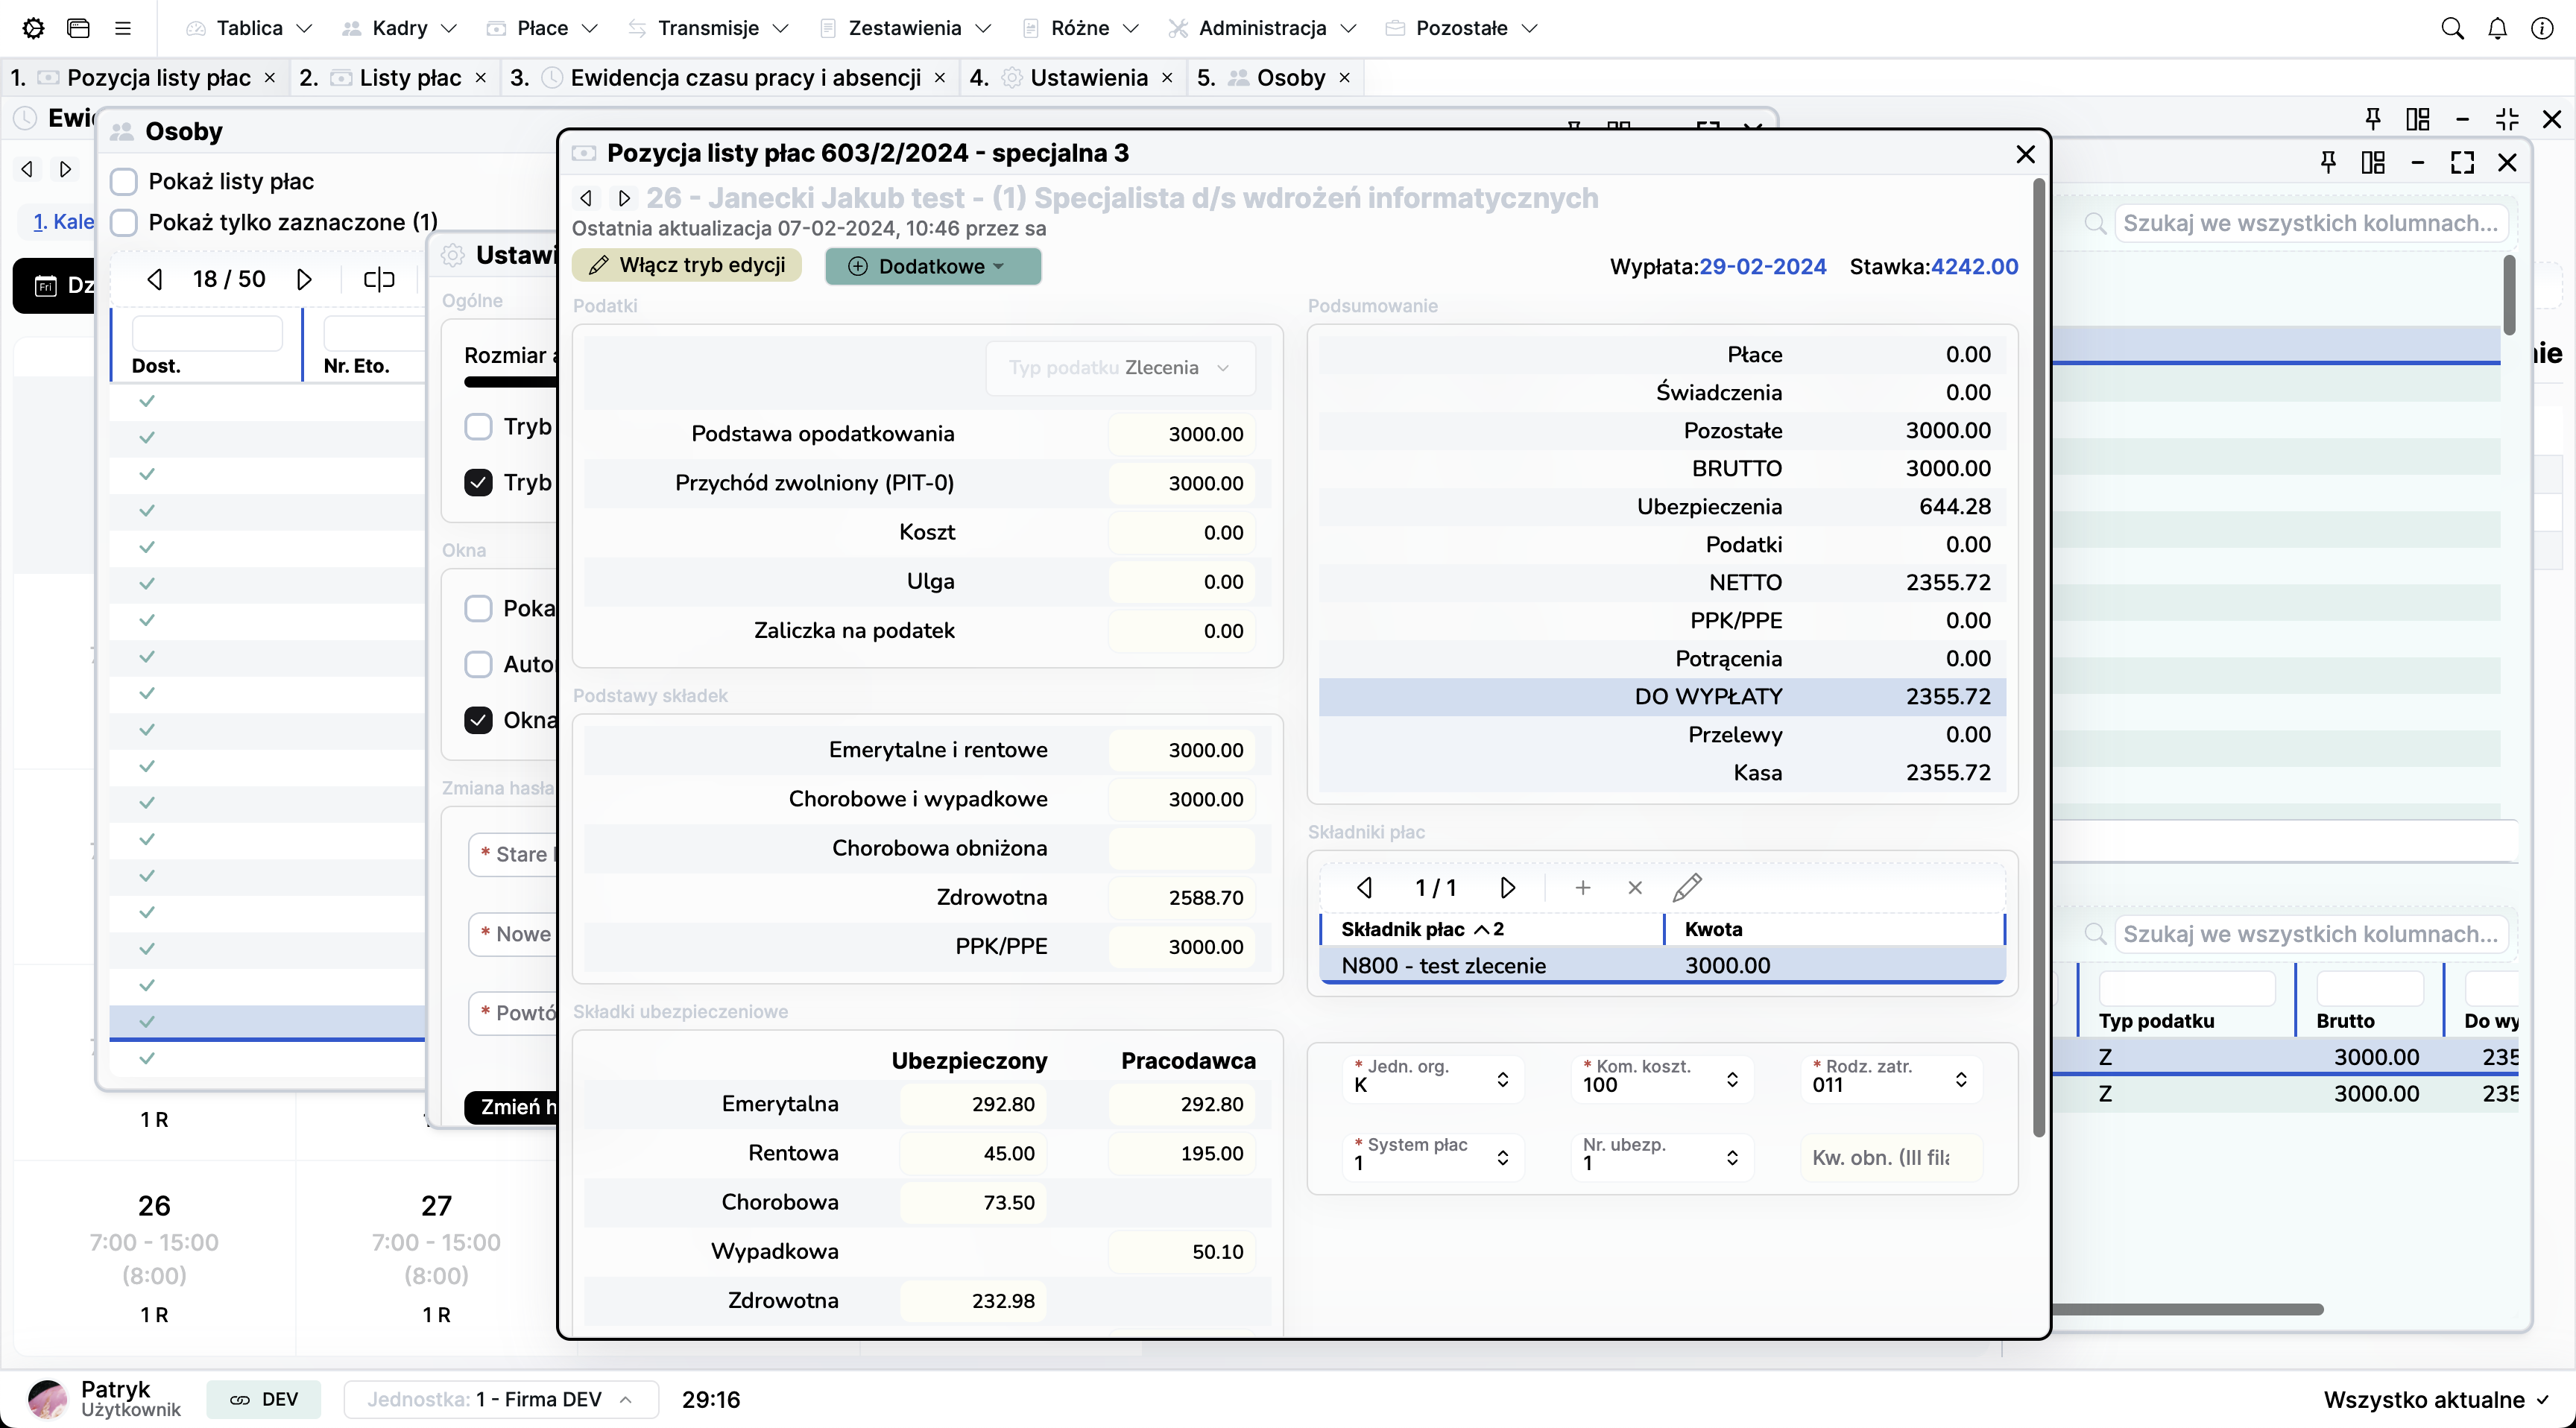 Tablica
Kadry
Płace
Transmisje
Zestawienia
Różne
Administracja
Pozostałe
1. Pozycja listy płac
2. Listy płac
3. Ewidencja czasu pracy i absencji
4. Ustawienia
5. Osoby
Osoby
Pokaż listy płac
Pokaż tylko zaznaczone (1)
18 / 50
Dost.
Nr. Eto.
1. Kale
Fri
Ogólne
Rozmiar
Tryb
Tryb
Okna
Okna
Zmiana hasła
* Stare
* Nowe
Zmień h
Pozycja listy płac 603/2/2024 - specjalna 3
26 - Janecki Jakub test - (1) Specjalista d/s wdrożeń informatycznych
Ostatnia aktualizacja 07-02-2024, 10:46 przez sa
Włącz tryb edycji
Dodatkowe
Wypłata:29-02-2024 Stawka:4242.00
Podatki
Typ podatku Zlecenia
Podstawa opodatkowania 3000.00
Przychód zwolniony (PIT-0) 3000.00
Koszt 0.00
Ulga 0.00
Zaliczka na podatek 0.00
Podstawy składek
Emerytalne i rentowe 3000.00
Chorobowe i wypadkowe 3000.00
Chorobowa obniżona
Zdrowotna 2588.70
PPK/PPE 3000.00
Składki ubezpieczeniowe
Ubezpieczony Pracodawca
Emerytalna 292.80 292.80
Rentowa 45.00 195.00
Chorobowa 73.50
Wypadkowa 50.10
Zdrowotna 232.98
Podsumowanie
Płace 0.00
Świadczenia 0.00
Pozostałe 3000.00
BRUTTO 3000.00
Ubezpieczenia 644.28
Podatki 0.00
NETTO 2355.72
PPK/PPE 0.00
Potrącenia 0.00
DO WYPŁATY 2355.72
Przelewy 0.00
Kasa 2355.72
Składniki płac
1 / 1
Składnik płac 2 Kwota
N800 - test zlecenie 3000.00
* Jedn. org.
K
* Kom. koszt.
100
* Rodz. zatr.
011
* System płac
1
Nr. ubezp.
1
Kw. obn. (III fila
Szukaj we wszystkich kolumnach...
Szukaj we wszystkich kolumnach...
Typ podatku Brutto Do wy
Z 3000.00 235
Z 3000.00 235
1 R
26
7:00 - 15:00
(8:00)
1 R
27
7:00 - 15:00
(8:00)
1 R
Patryk
Użytkownik
DEV
Jednostka: 1 - Firma DEV
29:16
Wszystko aktualne